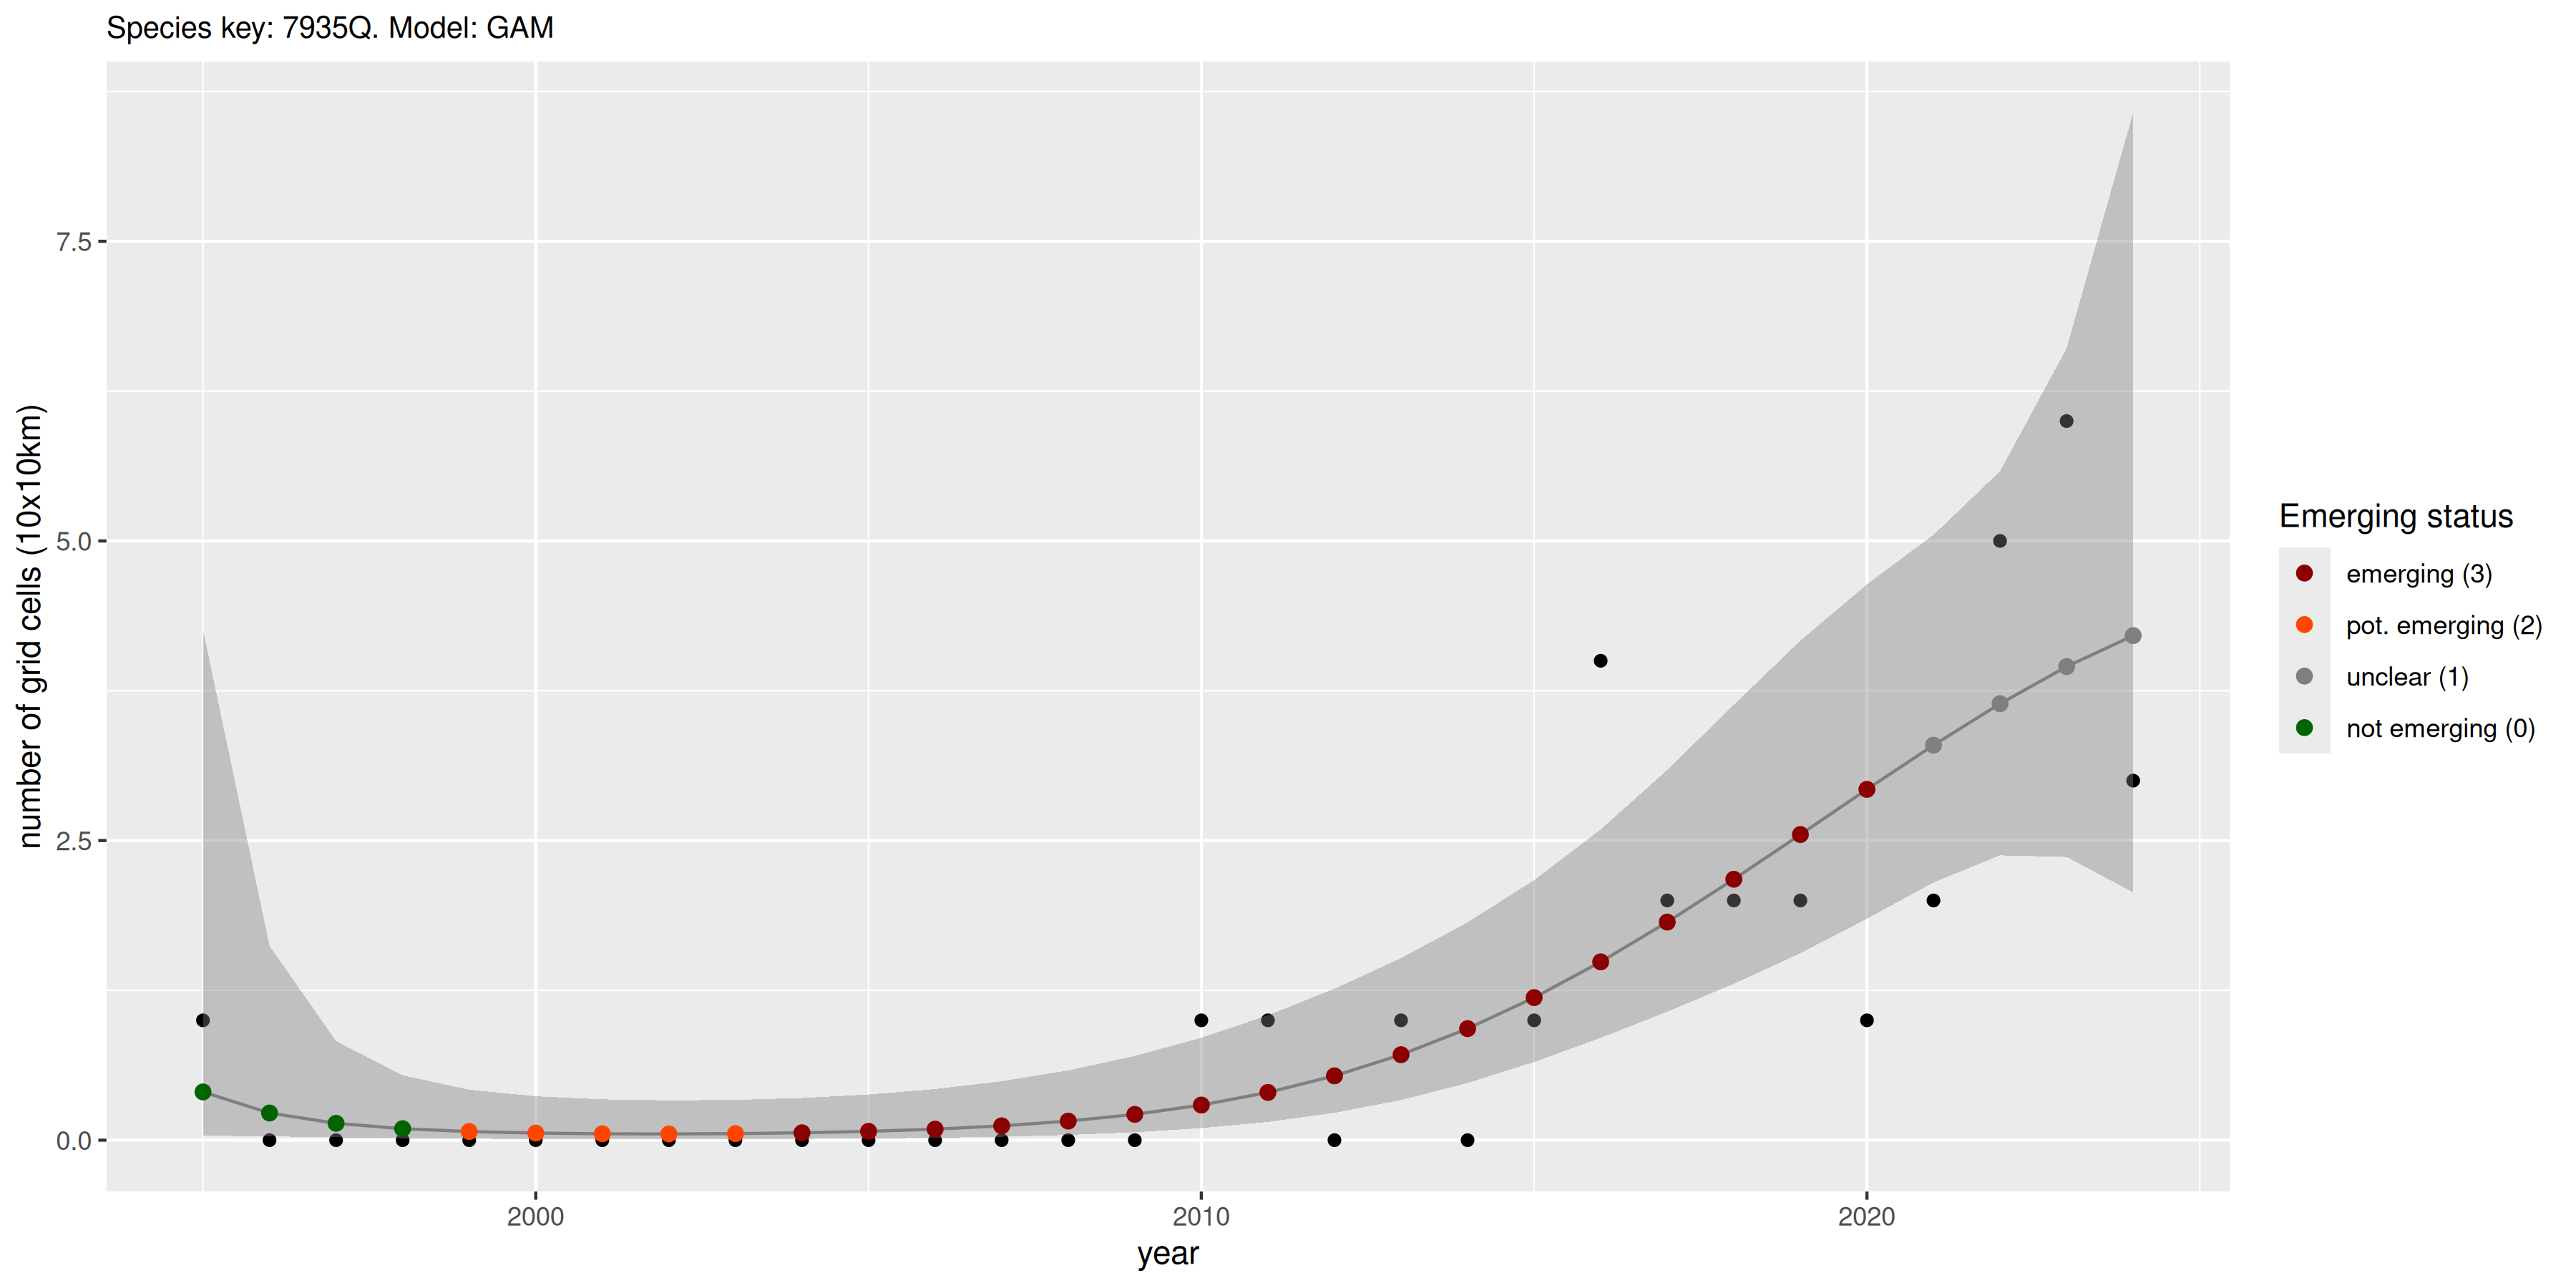 Species key: 7935Q. Model: GAM
number of grid cells (10x10km)
7.5
5.0
2.5
0.0
2000
2010
2020
year
Emerging status
emerging (3)
pot. emerging (2)
unclear (1)
not emerging (0)